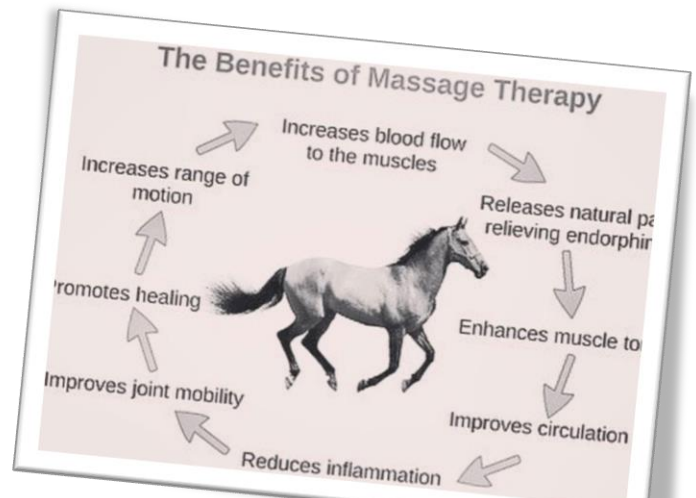 The Benefits of Massage Therapy
Increases blood flow
to the muscles
Releases natural pa
relieving endorphin
Enhances muscle to
Improves circulation
Reduces inflammation
Improves joint mobility
romotes healing
Increases range of
motion